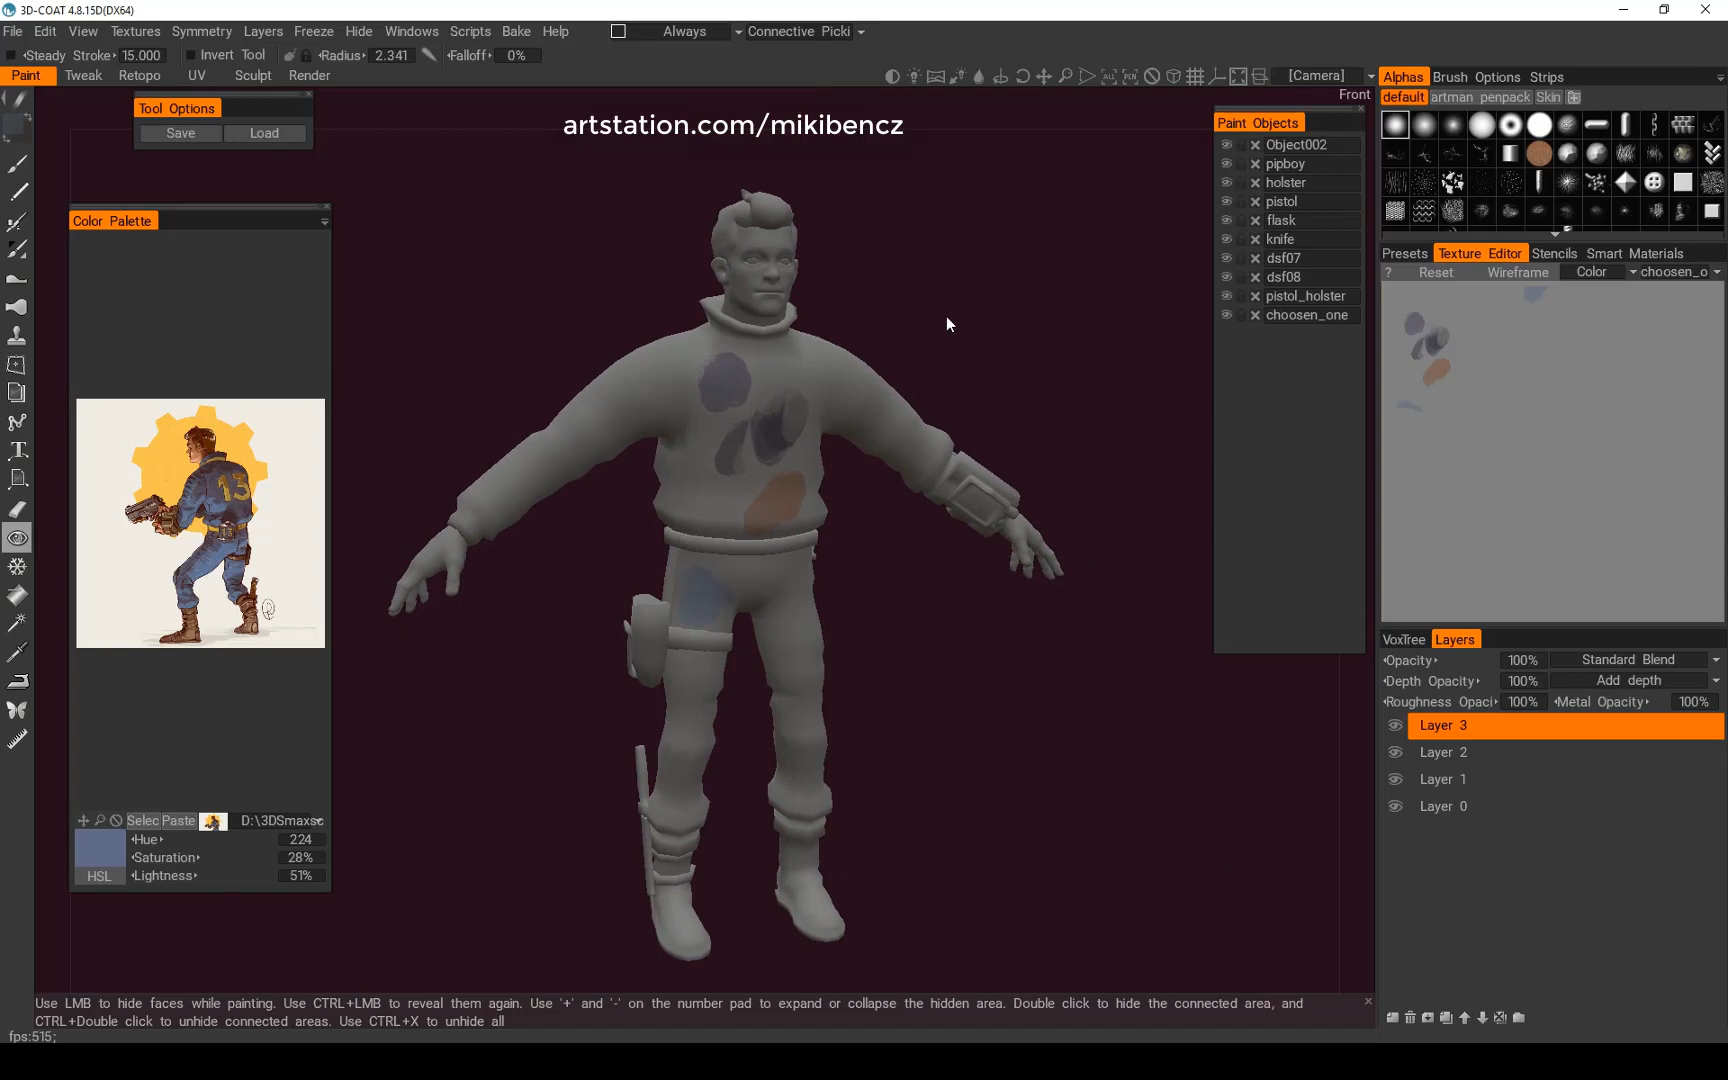 3D-COAT 4.8.15D(DX64)
File Edit View Textures Symmetry Layers Freeze Hide Windows Scripts Bake Help Always Connective Picki
Steady Stroke 15.000 Invert Tool Radius 2.341 Falloff 0%
Paint Tweak Retopo UV Sculpt Render [Camera]
Front
Tool Options
Save Load
artstation.com/mikibencz
Color Palette
13
Selec Paste D:\3DSmaxsc
Hue 224
Saturation 28%
HSL Lightness 51%
Paint Objects
Object002
pipboy
holster
pistol
flask
knife
dsf07
dsf08
pistol_holster
choosen_one
Alphas Brush Options Strips
default artman penpack Skin
Presets Texture Editor Stencils Smart Materials
? Reset Wireframe Color choosen_o
VoxTree Layers
Opacity 100% Standard Blend
Depth Opacity 100% Add depth
Roughness Opaci 100% Metal Opacity 100%
Layer 3
Layer 2
Layer 1
Layer 0
Use LMB to hide faces while painting. Use CTRL+LMB to reveal them again. Use '+' and '-' on the number pad to expand or collapse the hidden area. Double click to hide the connected area, and
CTRL+Double click to unhide connected areas. Use CTRL+X to unhide all
fps:515;